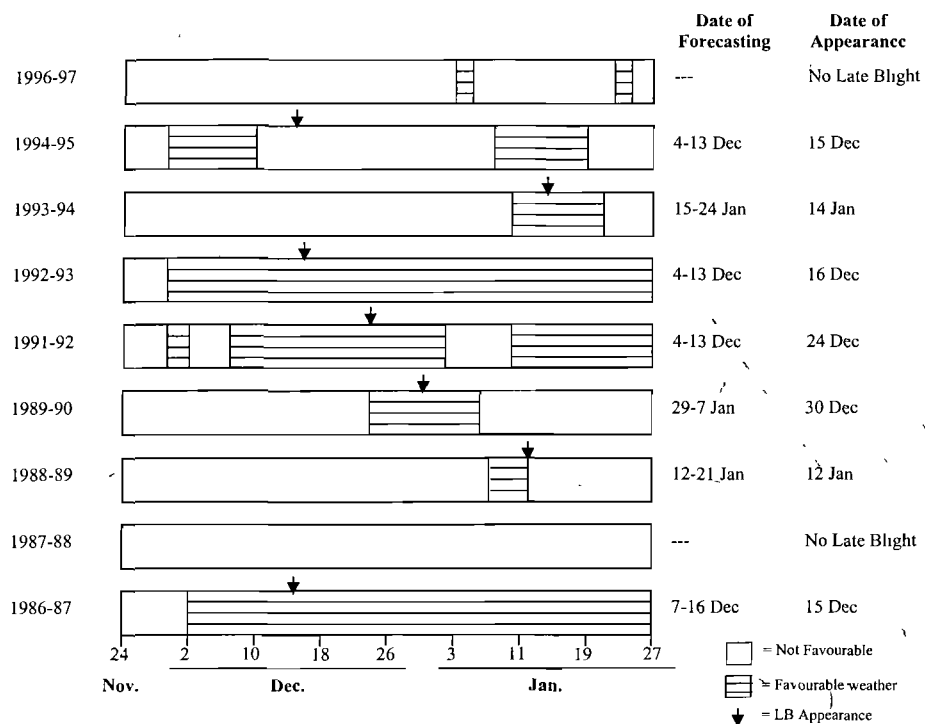 Date of Forecasting Date of Appearance
1996-97 --- No Late Blight
1994-95 4-13 Dec 15 Dec
1993-94 15-24 Jan 14 Jan
1992-93 4-13 Dec 16 Dec
1991-92 4-13 Dec 24 Dec
1989-90 29-7 Jan 30 Dec
1988-89 12-21 Jan 12 Jan
1987-88 --- No Late Blight
1986-87 7-16 Dec 15 Dec
24 2 10 18 26 3 11 19 27
Nov. Dec. Jan.
= Not Favourable
= Favourable weather
= LB Appearance